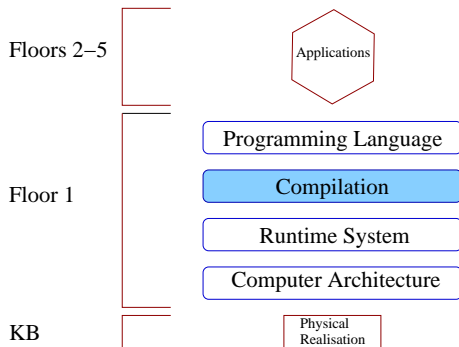 Floors 2–5
Applications
Programming Language
Compilation
Floor 1
Runtime System
Computer Architecture
KB
Physical
Realisation